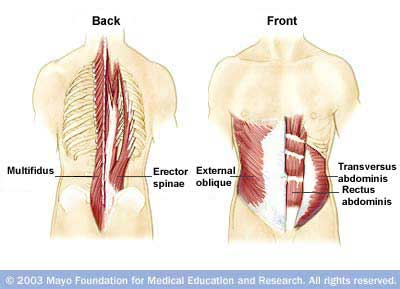 Back
Front
Multifidus
Erector
spinae
External
oblique
Transversus
abdominis
Rectus
abdominis
© 2003 Mayo Foundation for Medical Education and Research. All rights reserved.